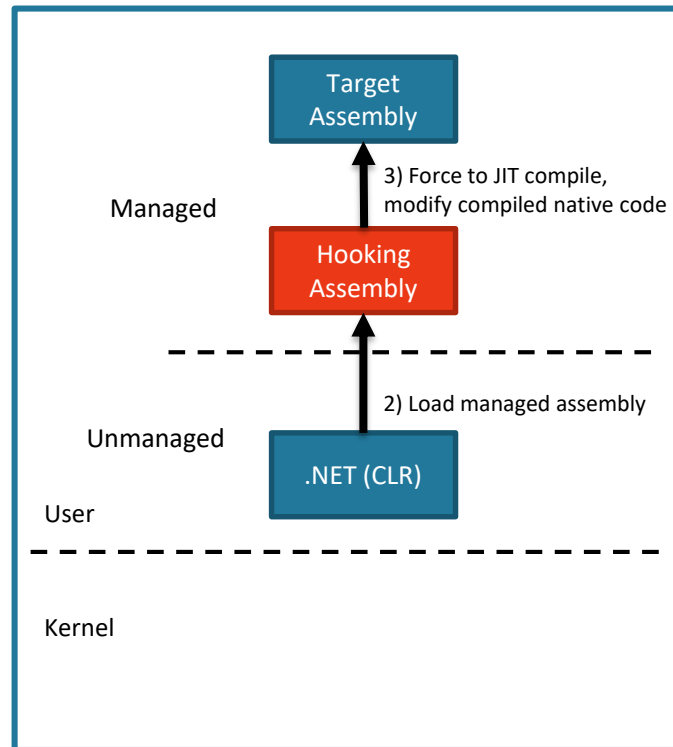 Target
Assembly
3) Force to JIT compile,
modify compiled native code
Managed
Hooking
Assembly
2) Load managed assembly
Unmanaged
.NET (CLR)
User
Kernel